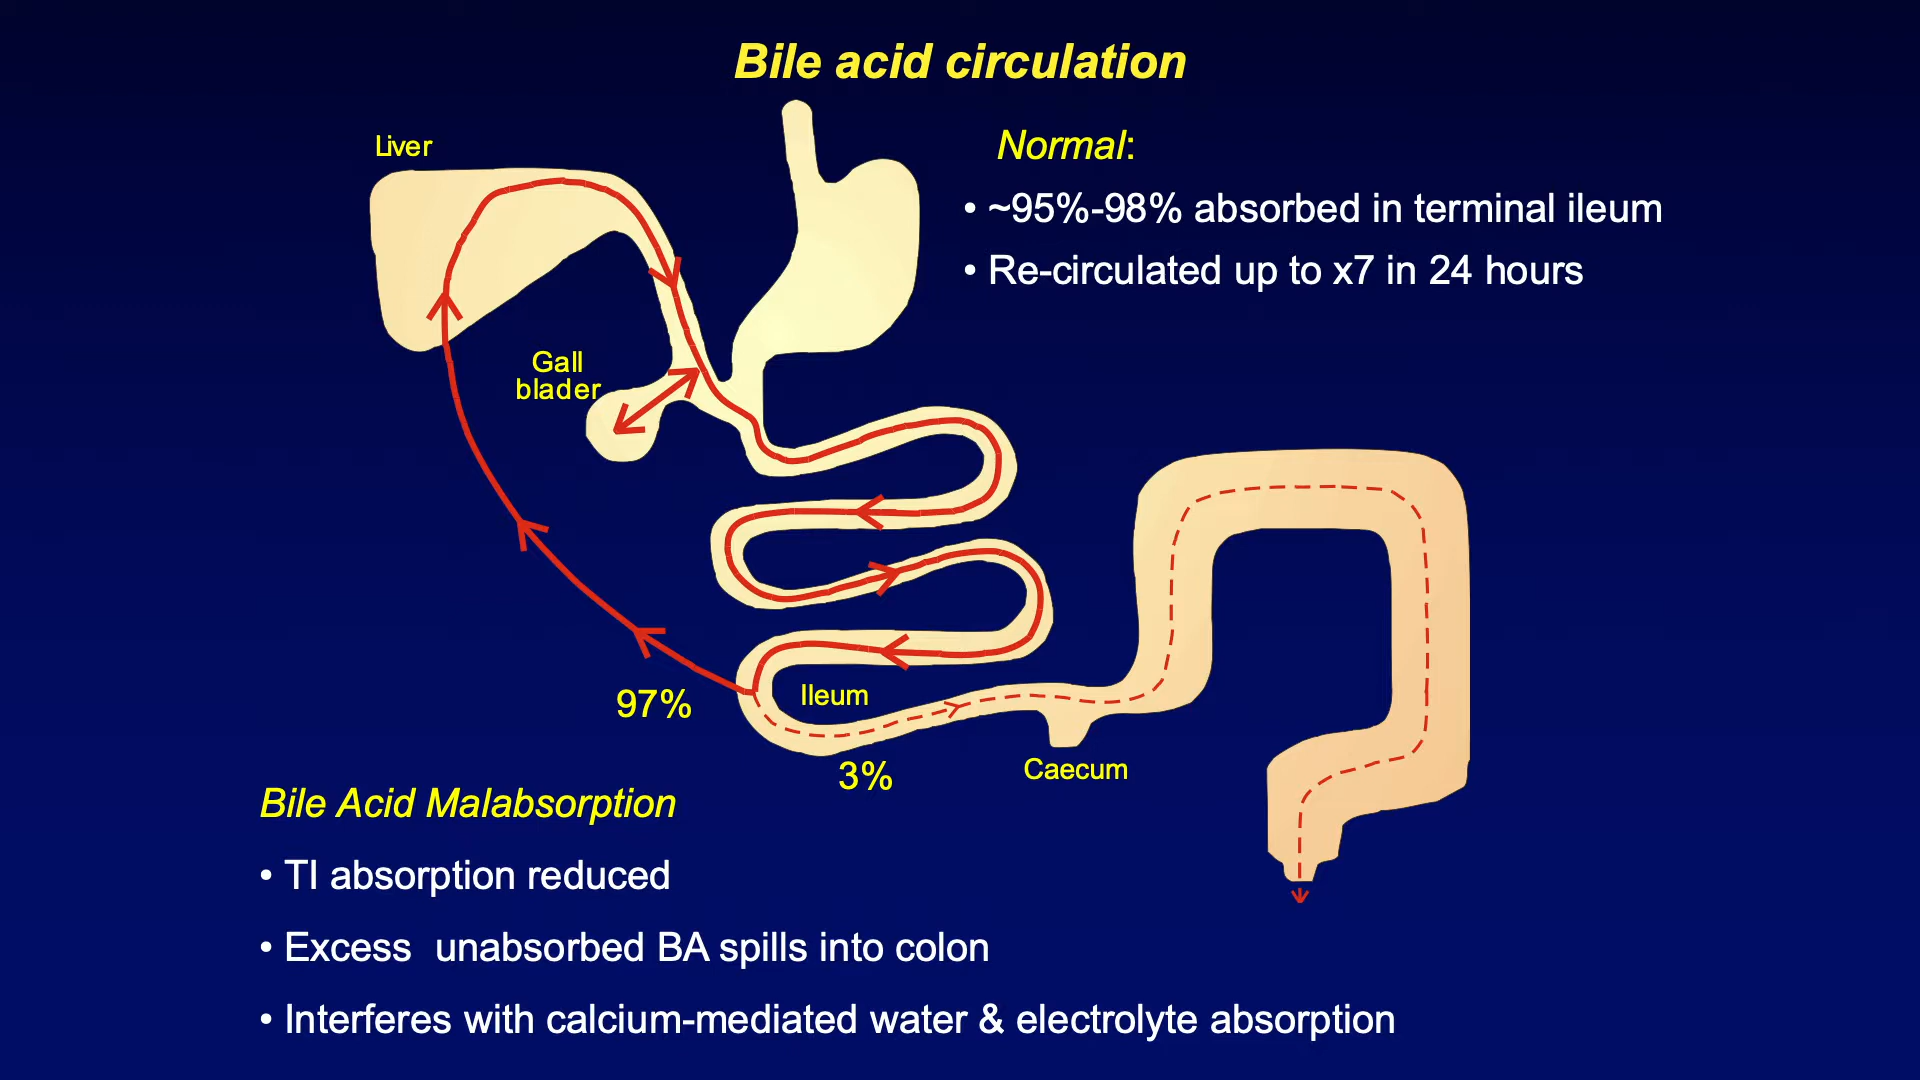 Bile acid circulation
Liver
Normal:
• ~95%-98% absorbed in terminal ileum
• Re-circulated up to x7 in 24 hours
Gall
blader
Ileum
97%
3%
Caecum
Bile Acid Malabsorption
• TI absorption reduced
• Excess  unabsorbed BA spills into colon
• Interferes with calcium-mediated water & electrolyte absorption